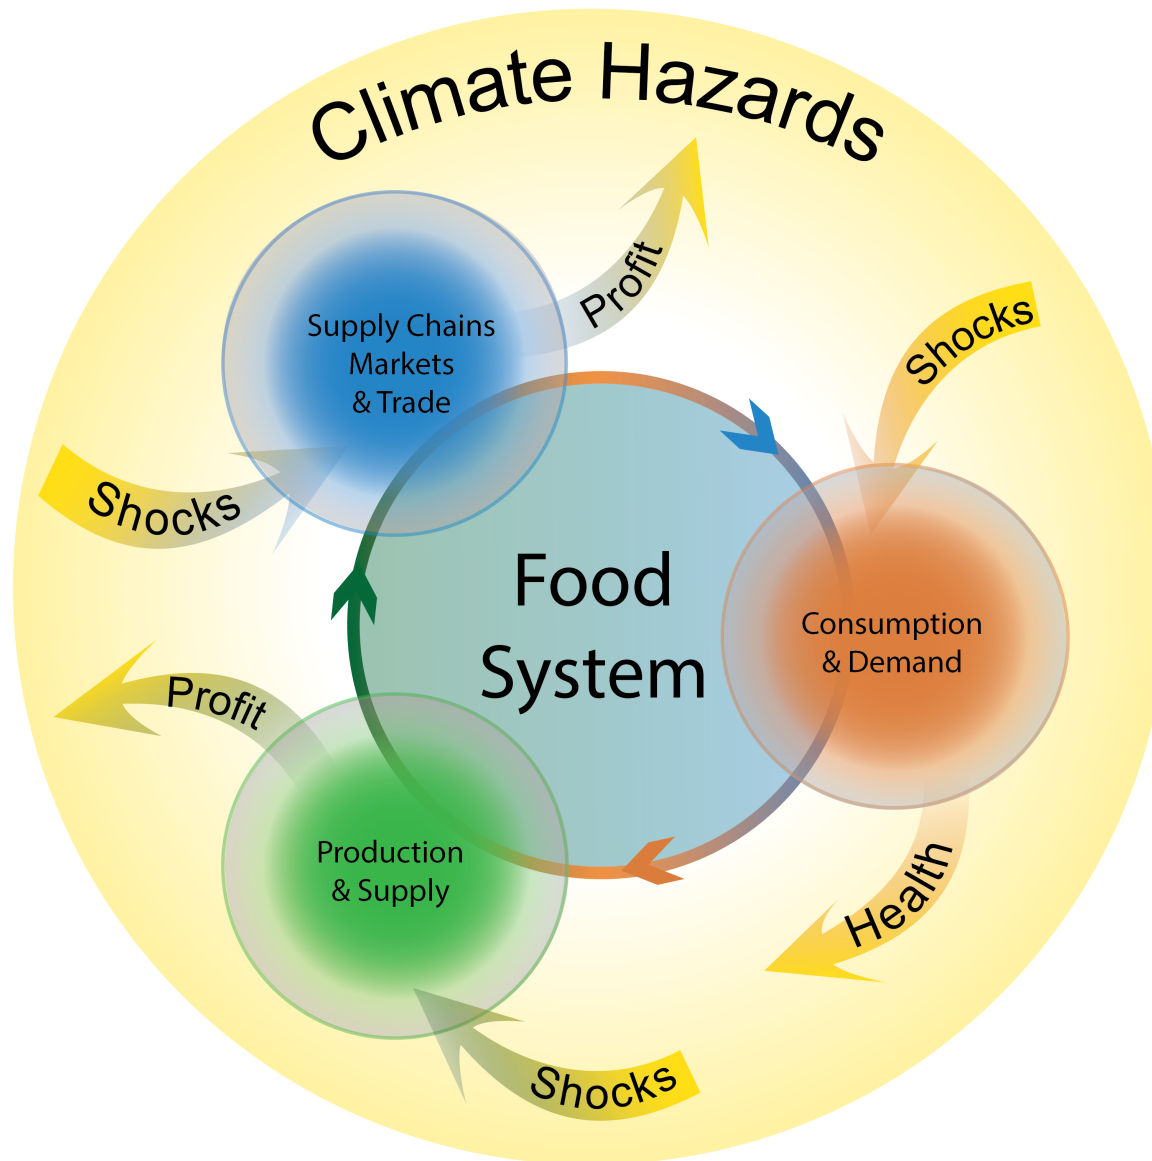 Climate Hazards
Profit
Shocks
Supply Chains
Markets
& Trade
Shocks
Food
System
Consumption
& Demand
Profit
Production
& Supply
Health
Shocks